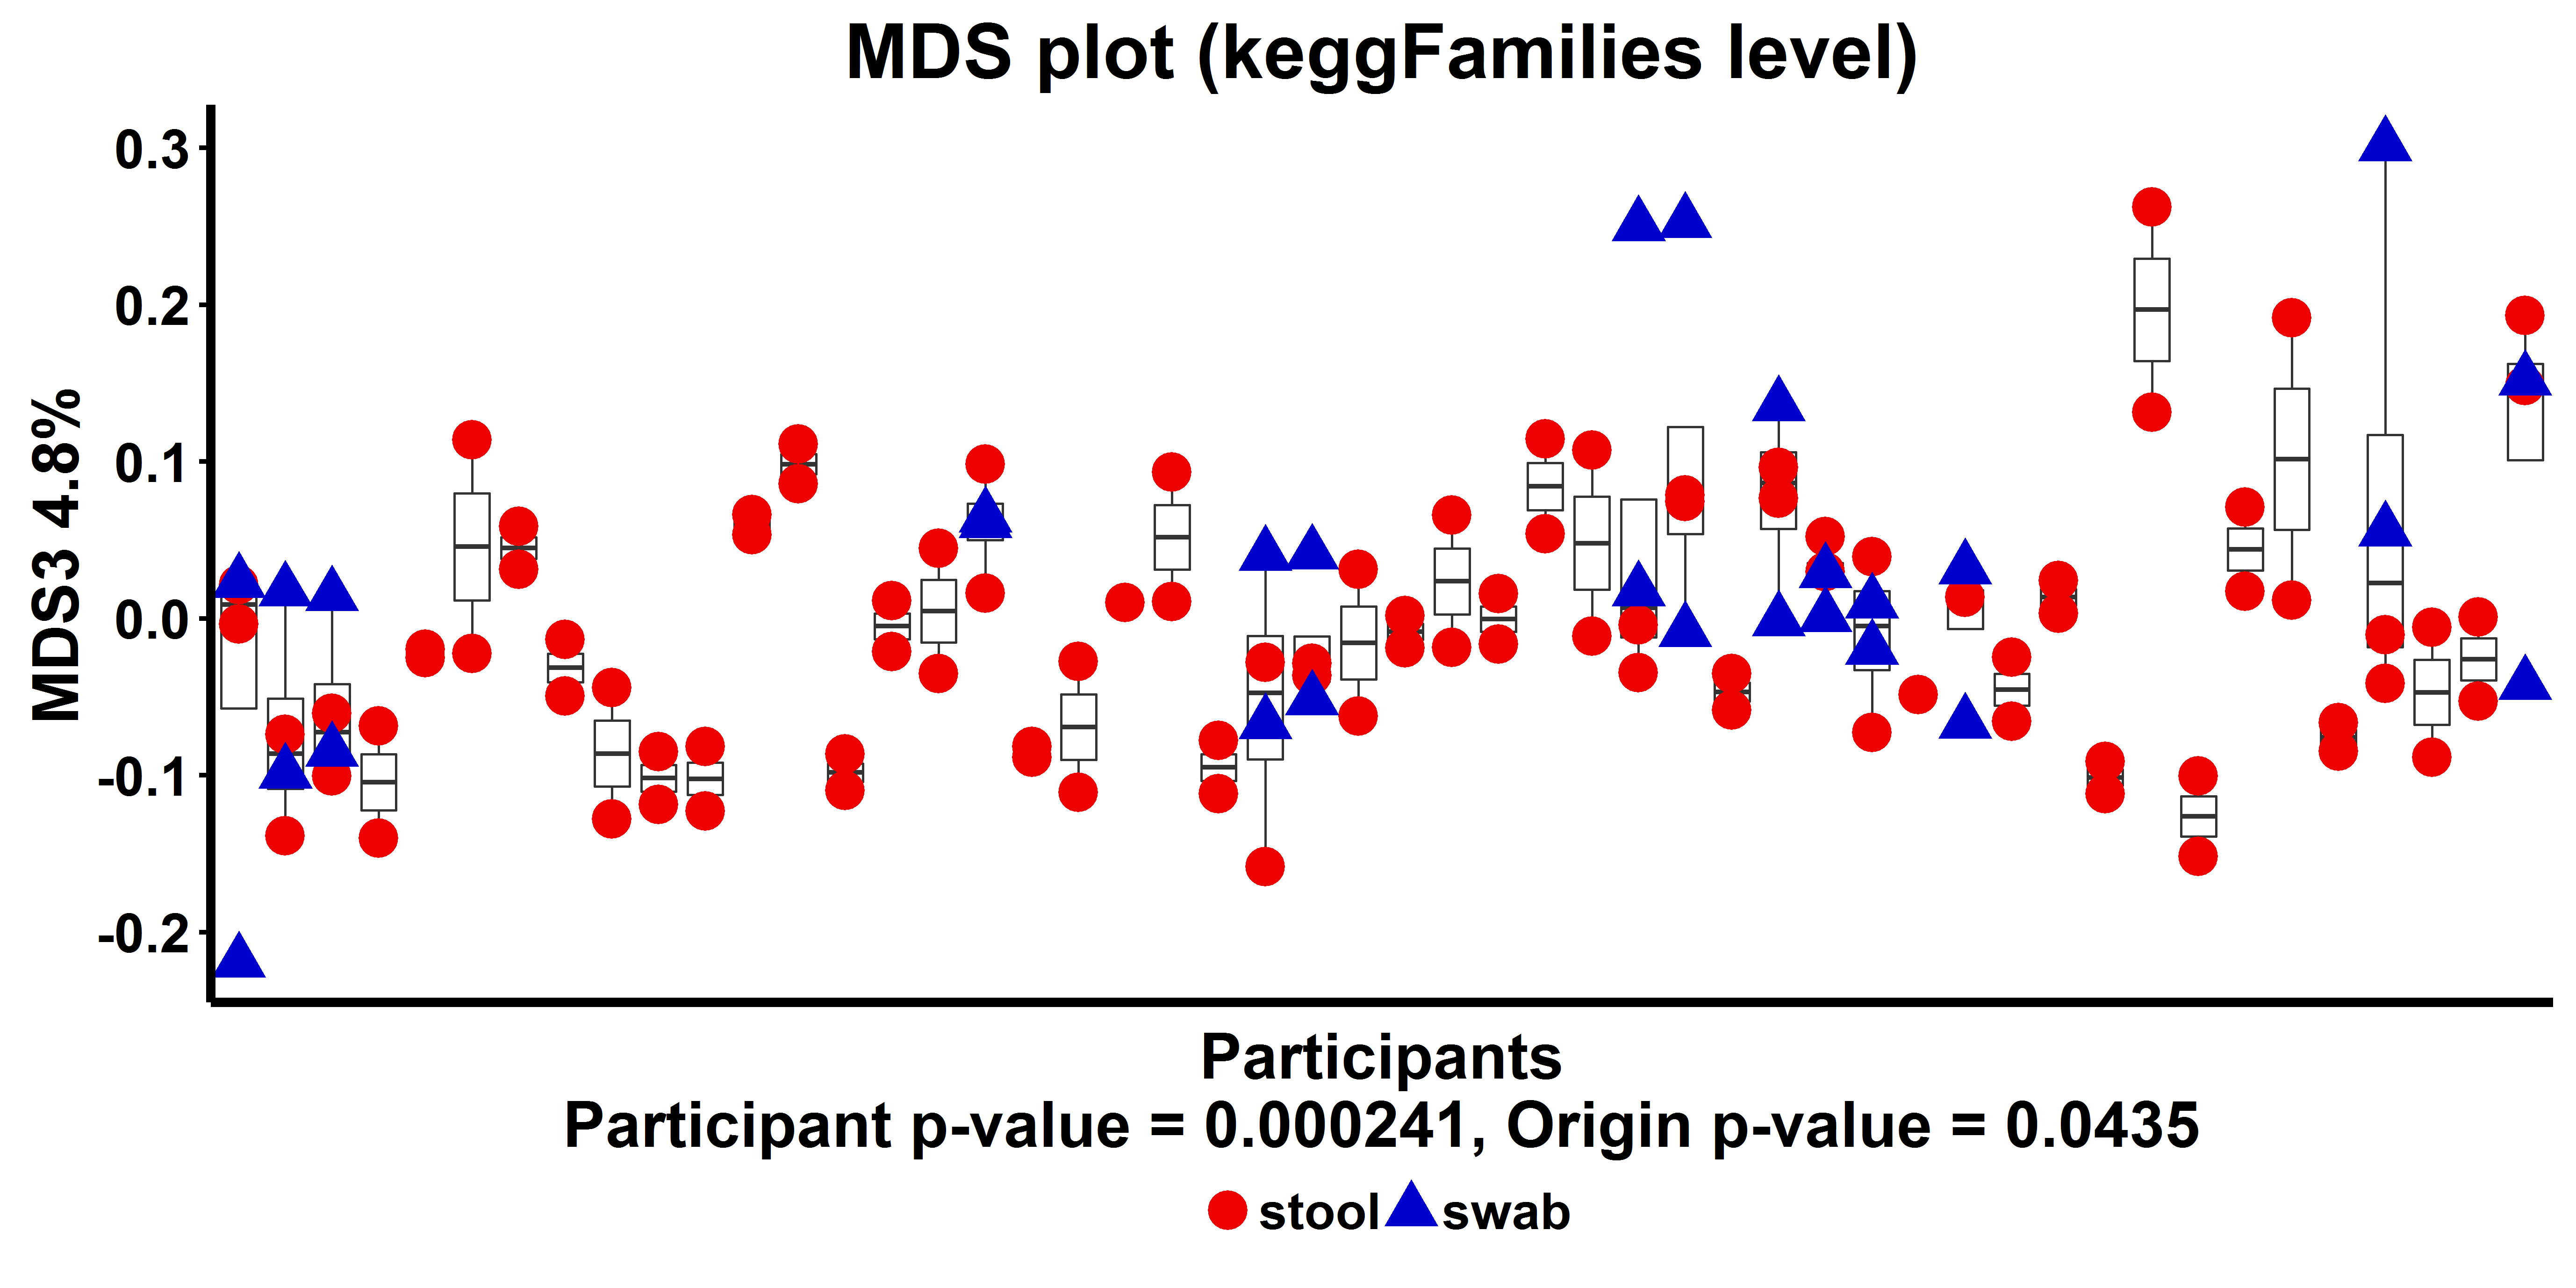 MDS plot (keggFamilies level)
MDS3 4.8%
0.3
0.2
0.1
0.0
-0.1
-0.2
Participants
Participant p-value = 0.000241, Origin p-value = 0.0435
stool swab